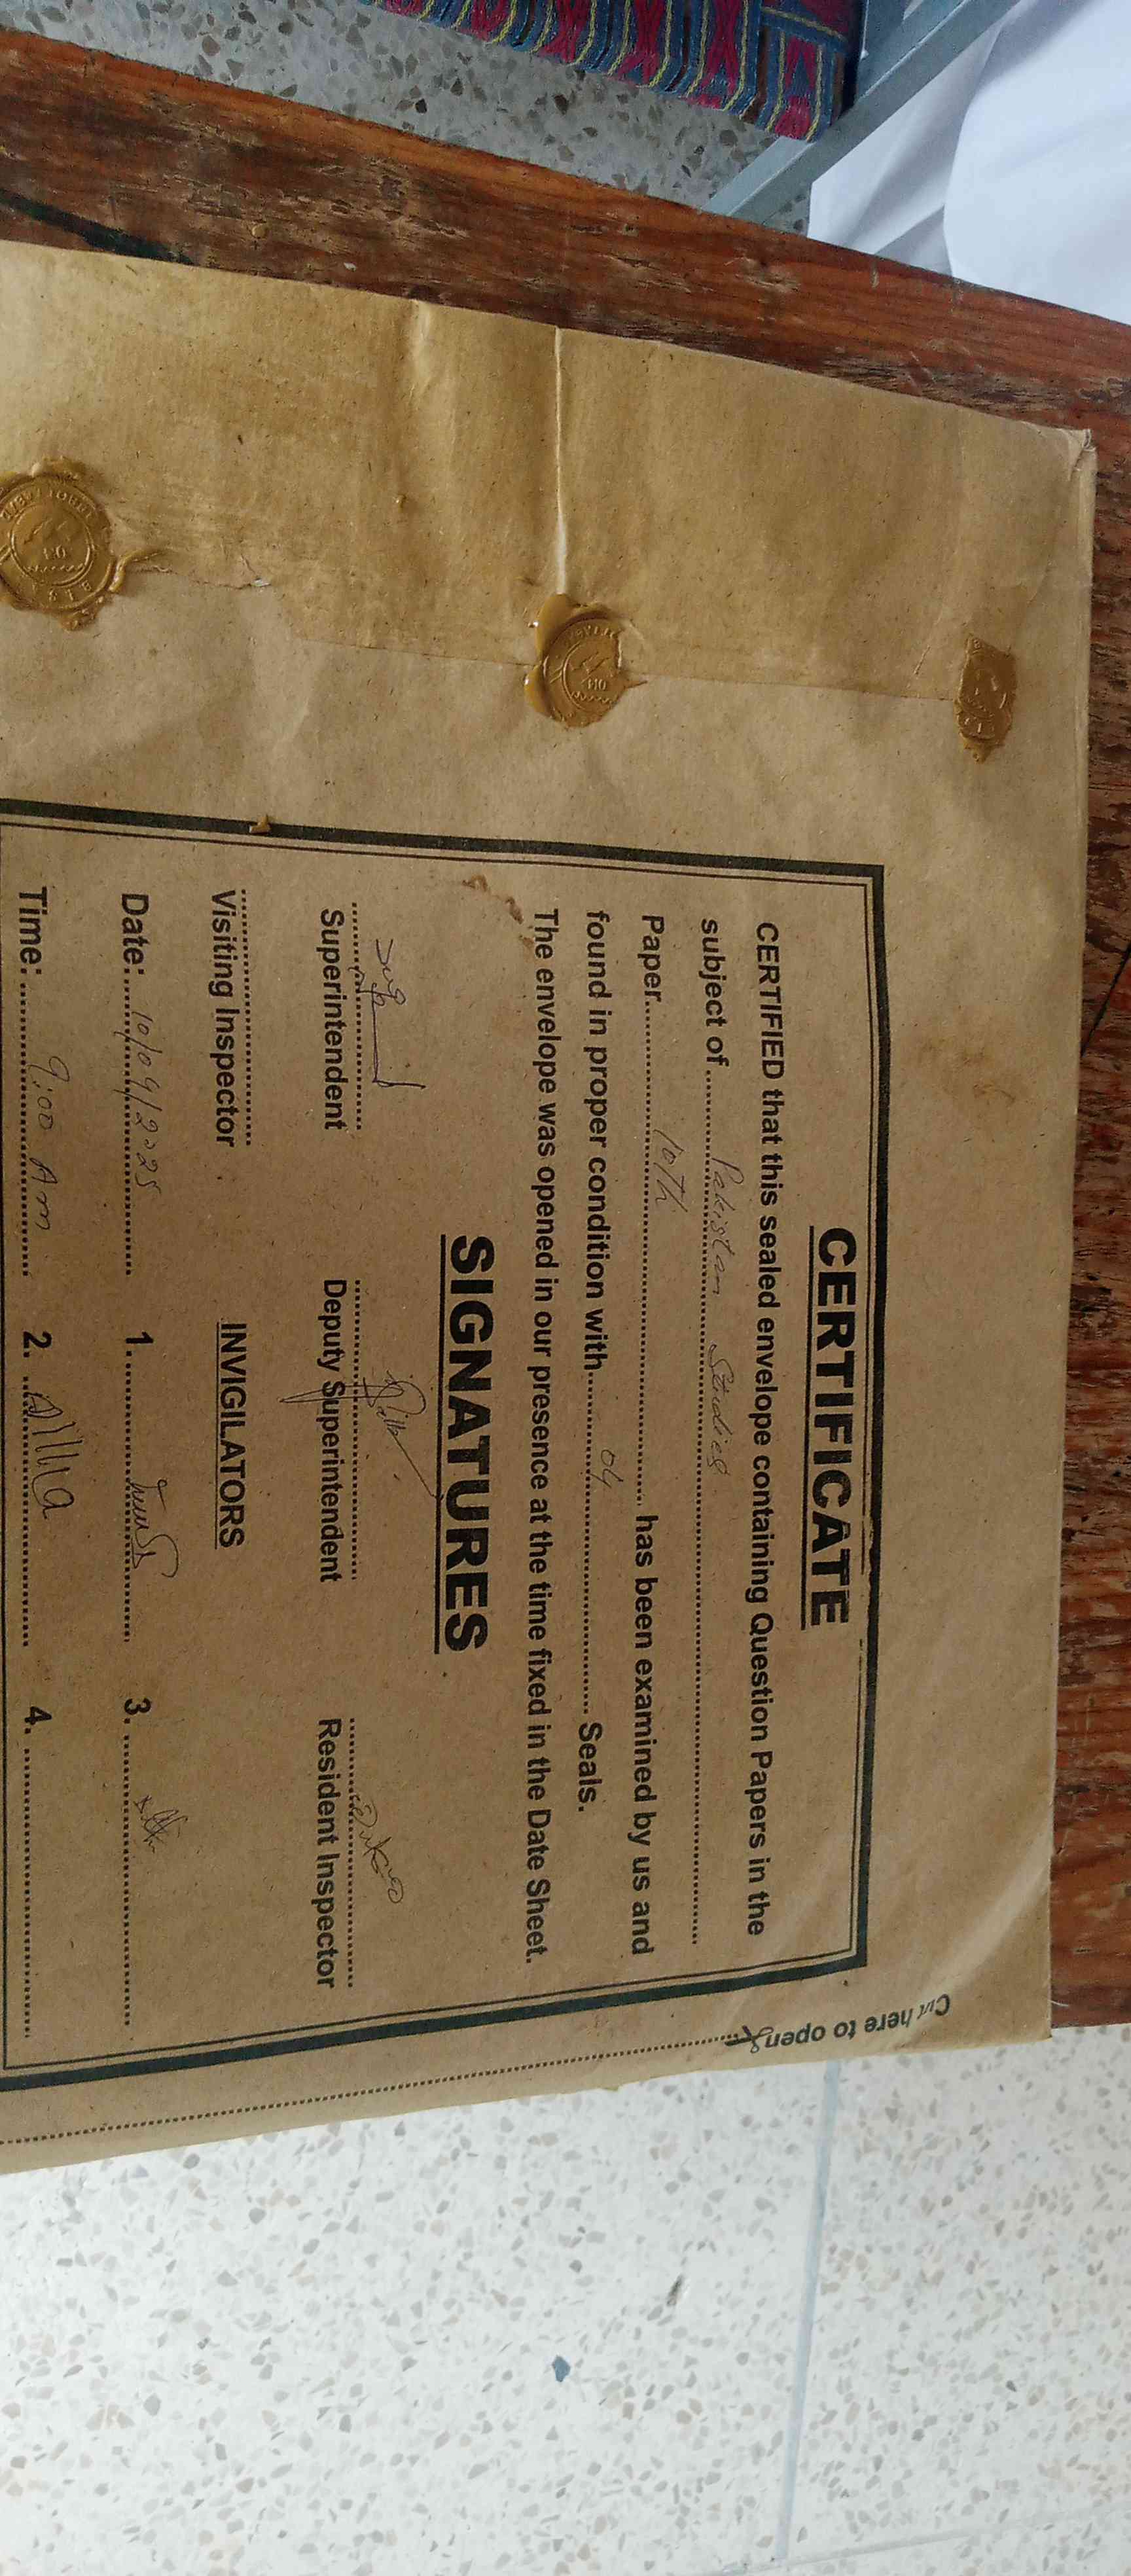 CERTIFICATE
CERTIFIED that this sealed envelope containing Question Papers in the
subject of ........ Pakistan Studies ........
Paper........ 10th ........ has been examined by us and
found in proper condition with........ 04 ........ Seals.
The envelope was opened in our presence at the time fixed in the Date Sheet.
SIGNATURES
Superintendent Deputy Superintendent Resident Inspector
Visiting Inspector INVIGILATORS
Date: 10/09/2025 1. 3.
Time: 9:00 Am 2. 4.
Cut here to open